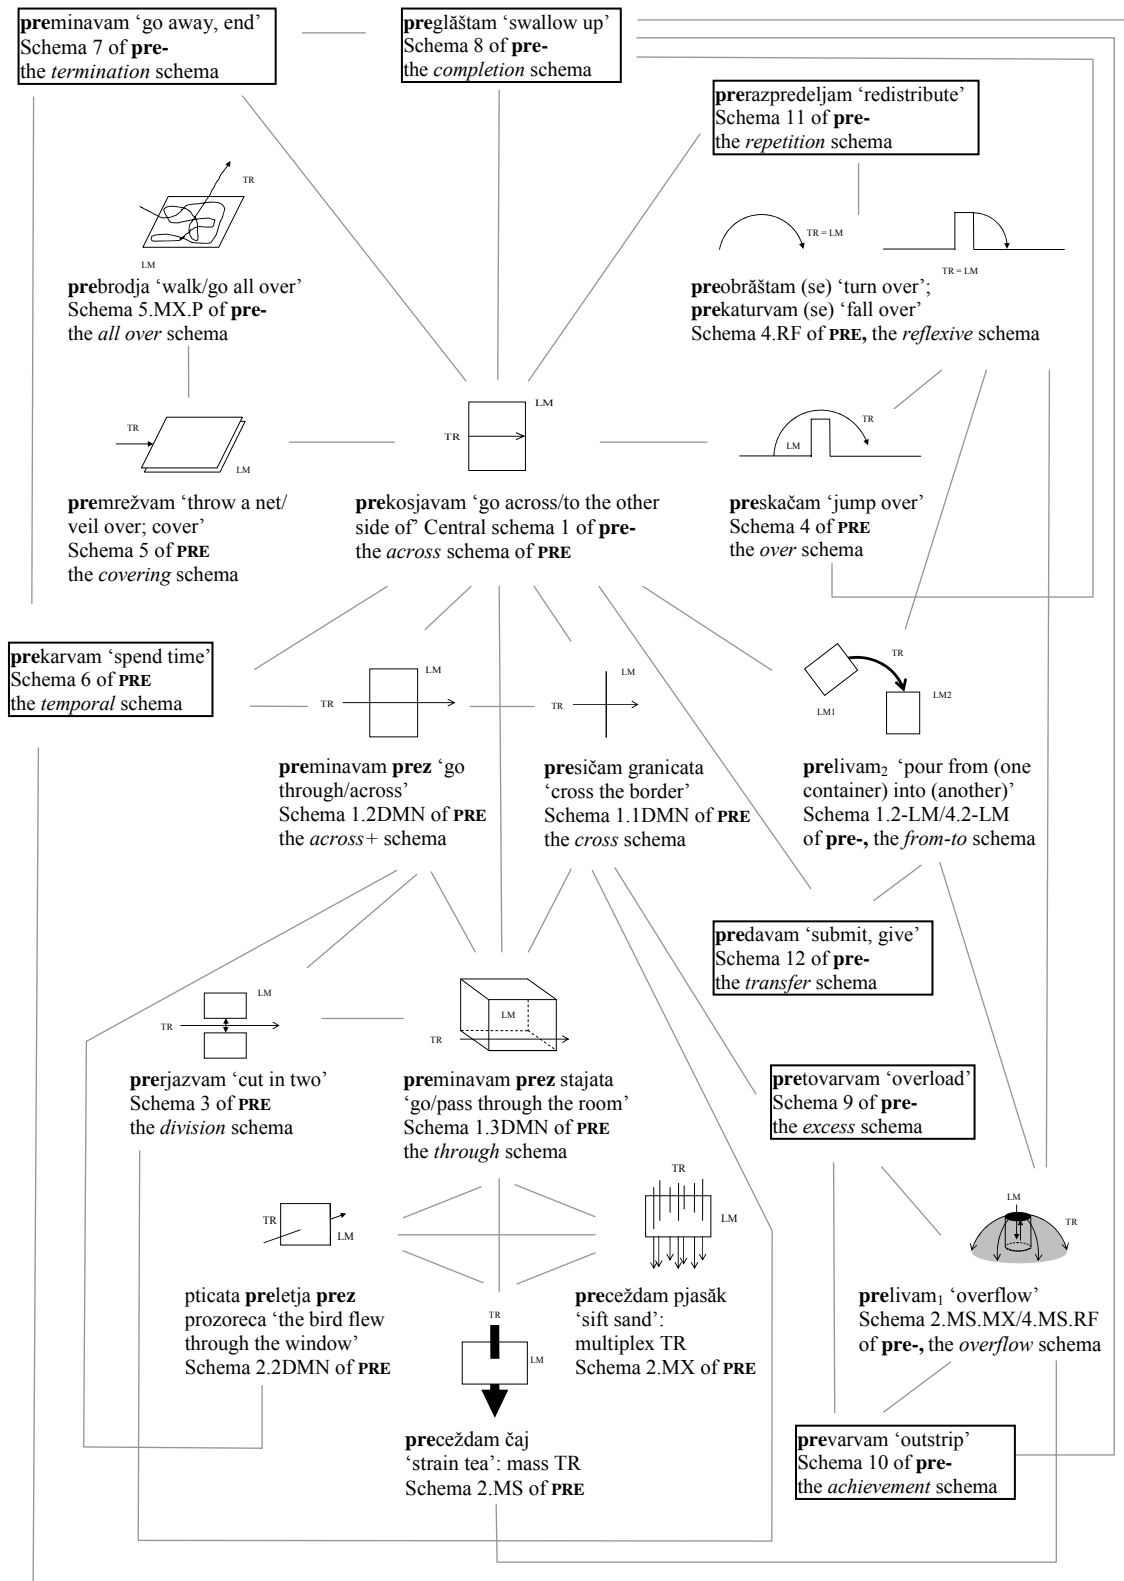 preminavam ‘go away, end’
Schema 7 of pre-
the termination schema
preglăštam ‘swallow up’
Schema 8 of pre-
the completion schema
prerazpredeljam ‘redistribute’
Schema 11 of pre-
the repetition schema
TR
LM
prebrodja ‘walk/go all over’
Schema 5.MX.P of pre-
the all over schema
TR = LM
TR = LM
preobrăštam (se) ‘turn over’;
prekaturvam (se) ‘fall over’
Schema 4.RF of PRE, the reflexive schema
TR
LM
premrežvam ‘throw a net/
veil over; cover’
Schema 5 of PRE
the covering schema
LM
TR
prekosjavam ‘go across/to the other
side of’ Central schema 1 of pre-
the across schema of PRE
TR
LM
preskačam ‘jump over’
Schema 4 of PRE
the over schema
prekarvam ‘spend time’
Schema 6 of PRE
the temporal schema
LM
TR
preminavam prez ‘go
through/across’
Schema 1.2DMN of PRE
the across+ schema
LM
TR
presičam granicata
‘cross the border’
Schema 1.1DMN of PRE
the cross schema
TR
LM1
LM2
prelivam2 ‘pour from (one
container) into (another)’
Schema 1.2-LM/4.2-LM
of pre-, the from-to schema
predavam ‘submit, give’
Schema 12 of pre-
the transfer schema
LM
TR
prerjazvam ‘cut in two’
Schema 3 of PRE
the division schema
LM
TR
preminavam prez stajata
‘go/pass through the room’
Schema 1.3DMN of PRE
the through schema
pretovarvam ‘overload’
Schema 9 of pre-
the excess schema
TR
LM
pticata preletja prez
prozoreca ‘the bird flew
through the window’
Schema 2.2DMN of PRE
TR
LM
preceždam pjasăk
‘sift sand’:
multiplex TR
Schema 2.MX of PRE
LM
TR
prelivam1 ‘overflow’
Schema 2.MS.MX/4.MS.RF
of pre-, the overflow schema
TR
LM
preceždam čaj
‘strain tea’: mass TR
Schema 2.MS of PRE
prevarvam ‘outstrip’
Schema 10 of pre-
the achievement schema